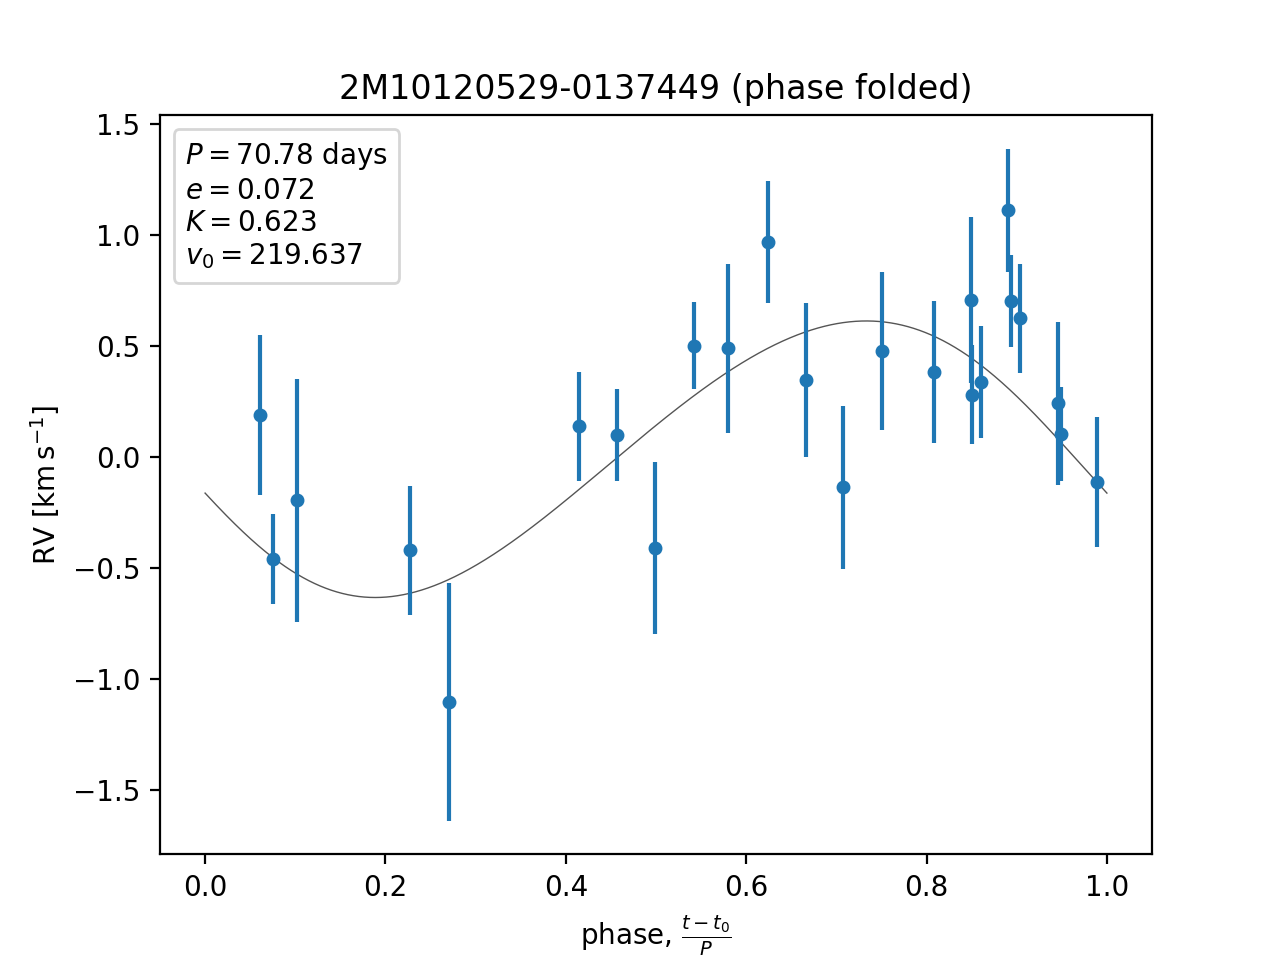 2M10120529-0137449 (phase folded)
P = 70.78 days
e = 0.072
K = 0.623
v₀ = 219.637
1.5
1.0
0.5
0.0
−0.5
−1.0
−1.5
RV [km s⁻¹]
0.0 0.2 0.4 0.6 0.8 1.0
phase, (t − t₀)/P